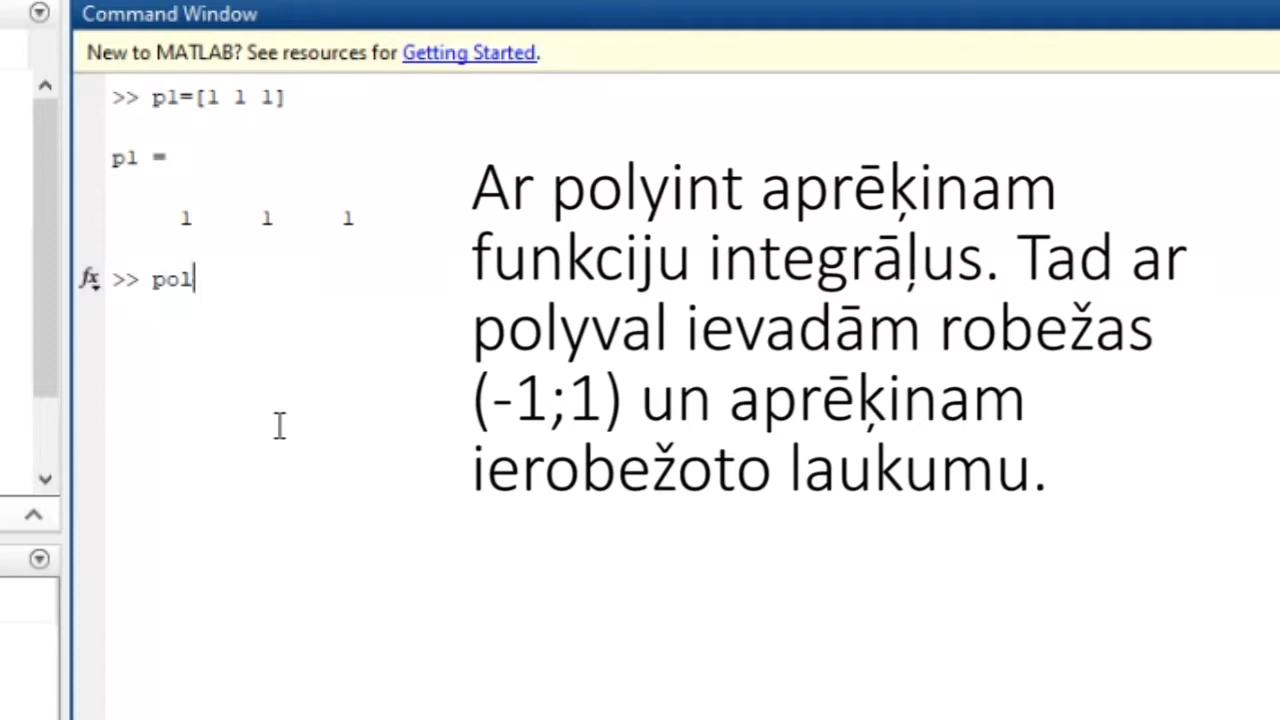 Command Window
New to MATLAB? See resources for Getting Started.
>> p1=[1 1 1]
p1 =
1 1 1
fx >> pol
Ar polyint aprēķinam
funkciju integrāļus. Tad ar
polyval ievadām robežas
(-1;1) un aprēķinam
ierobežoto laukumu.